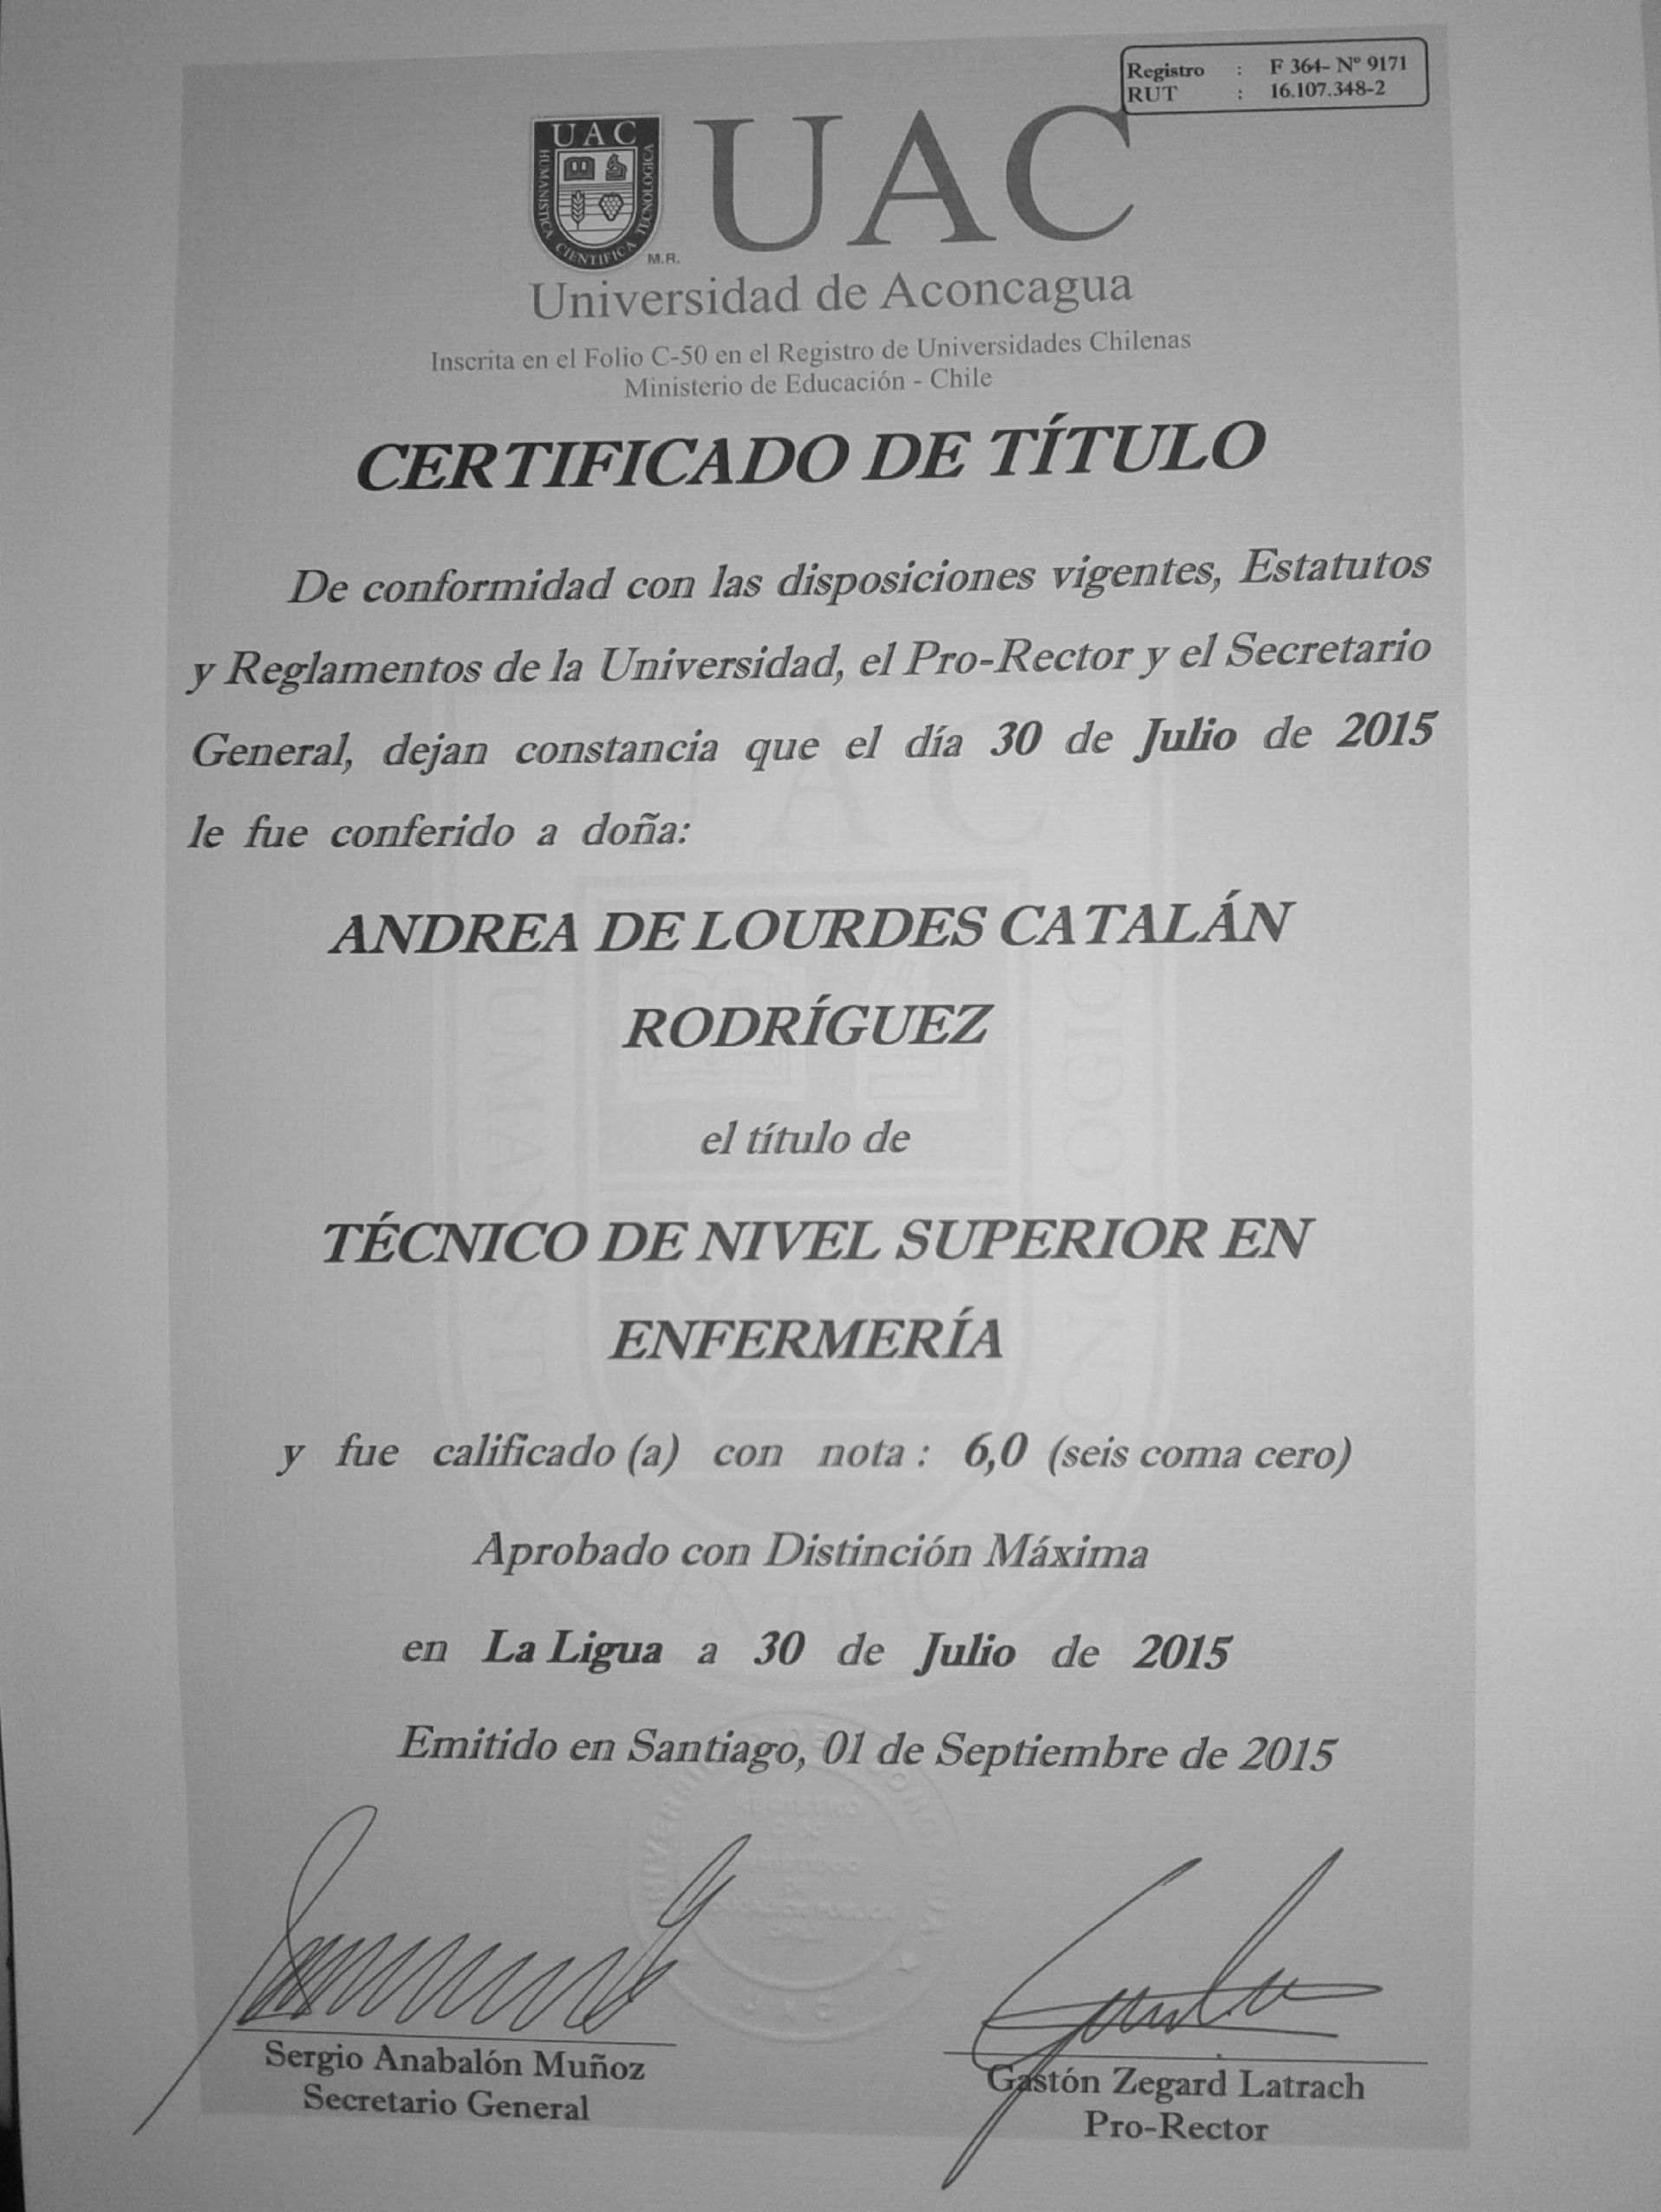 Registro : F 364- Nº 9171
RUT : 16.107.348-2
UAC
HUMANISTICA CIENTIFICA TECNOLOGICA
M.R.
UAC
Universidad de Aconcagua
Inscrita en el Folio C-50 en el Registro de Universidades Chilenas
Ministerio de Educación - Chile
CERTIFICADO DE TÍTULO
De conformidad con las disposiciones vigentes, Estatutos
y Reglamentos de la Universidad, el Pro-Rector y el Secretario
General, dejan constancia que el día 30 de Julio de 2015
le fue conferido a doña:
ANDREA DE LOURDES CATALÁN
RODRÍGUEZ
el título de
TÉCNICO DE NIVEL SUPERIOR EN
ENFERMERÍA
y fue calificado (a) con nota : 6,0 (seis coma cero)
Aprobado con Distinción Máxima
en La Ligua a 30 de Julio de 2015
Emitido en Santiago, 01 de Septiembre de 2015
Sergio Anabalón Muñoz
Secretario General
Gastón Zegard Latrach
Pro-Rector